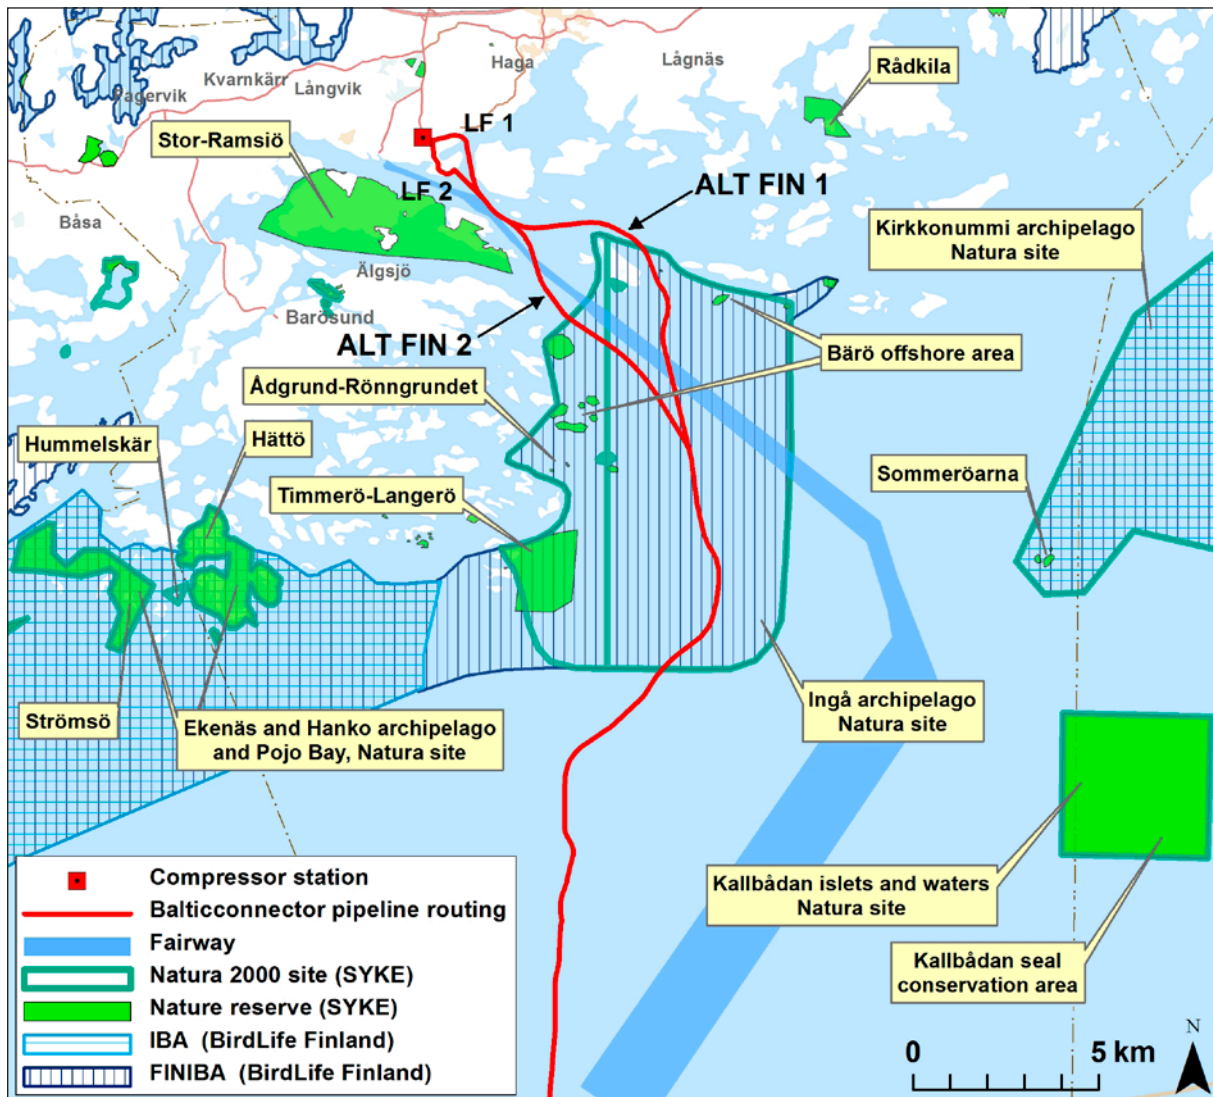 Haga
Lågnäs
Rådkila
Kvarnkärr
Långvik
Fagervik
LF 1
Stor-Ramsiö
LF 2
ALT FIN 1
Båsa
Kirkkonummi archipelago
Natura site
Älgsjö
Barösund
ALT FIN 2
Bärö offshore area
Ådgrund-Rönngrundet
Hummelskär
Hättö
Timmerö-Langerö
Sommeröarna
Strömsö
Ekenäs and Hanko archipelago
and Pojo Bay, Natura site
Ingå archipelago
Natura site
Kallbådan islets and waters
Natura site
Kallbådan seal
conservation area
Compressor station
Balticconnector pipeline routing
Fairway
Natura 2000 site (SYKE)
Nature reserve (SYKE)
IBA (BirdLife Finland)
FINIBA (BirdLife Finland)
0 5 km
N